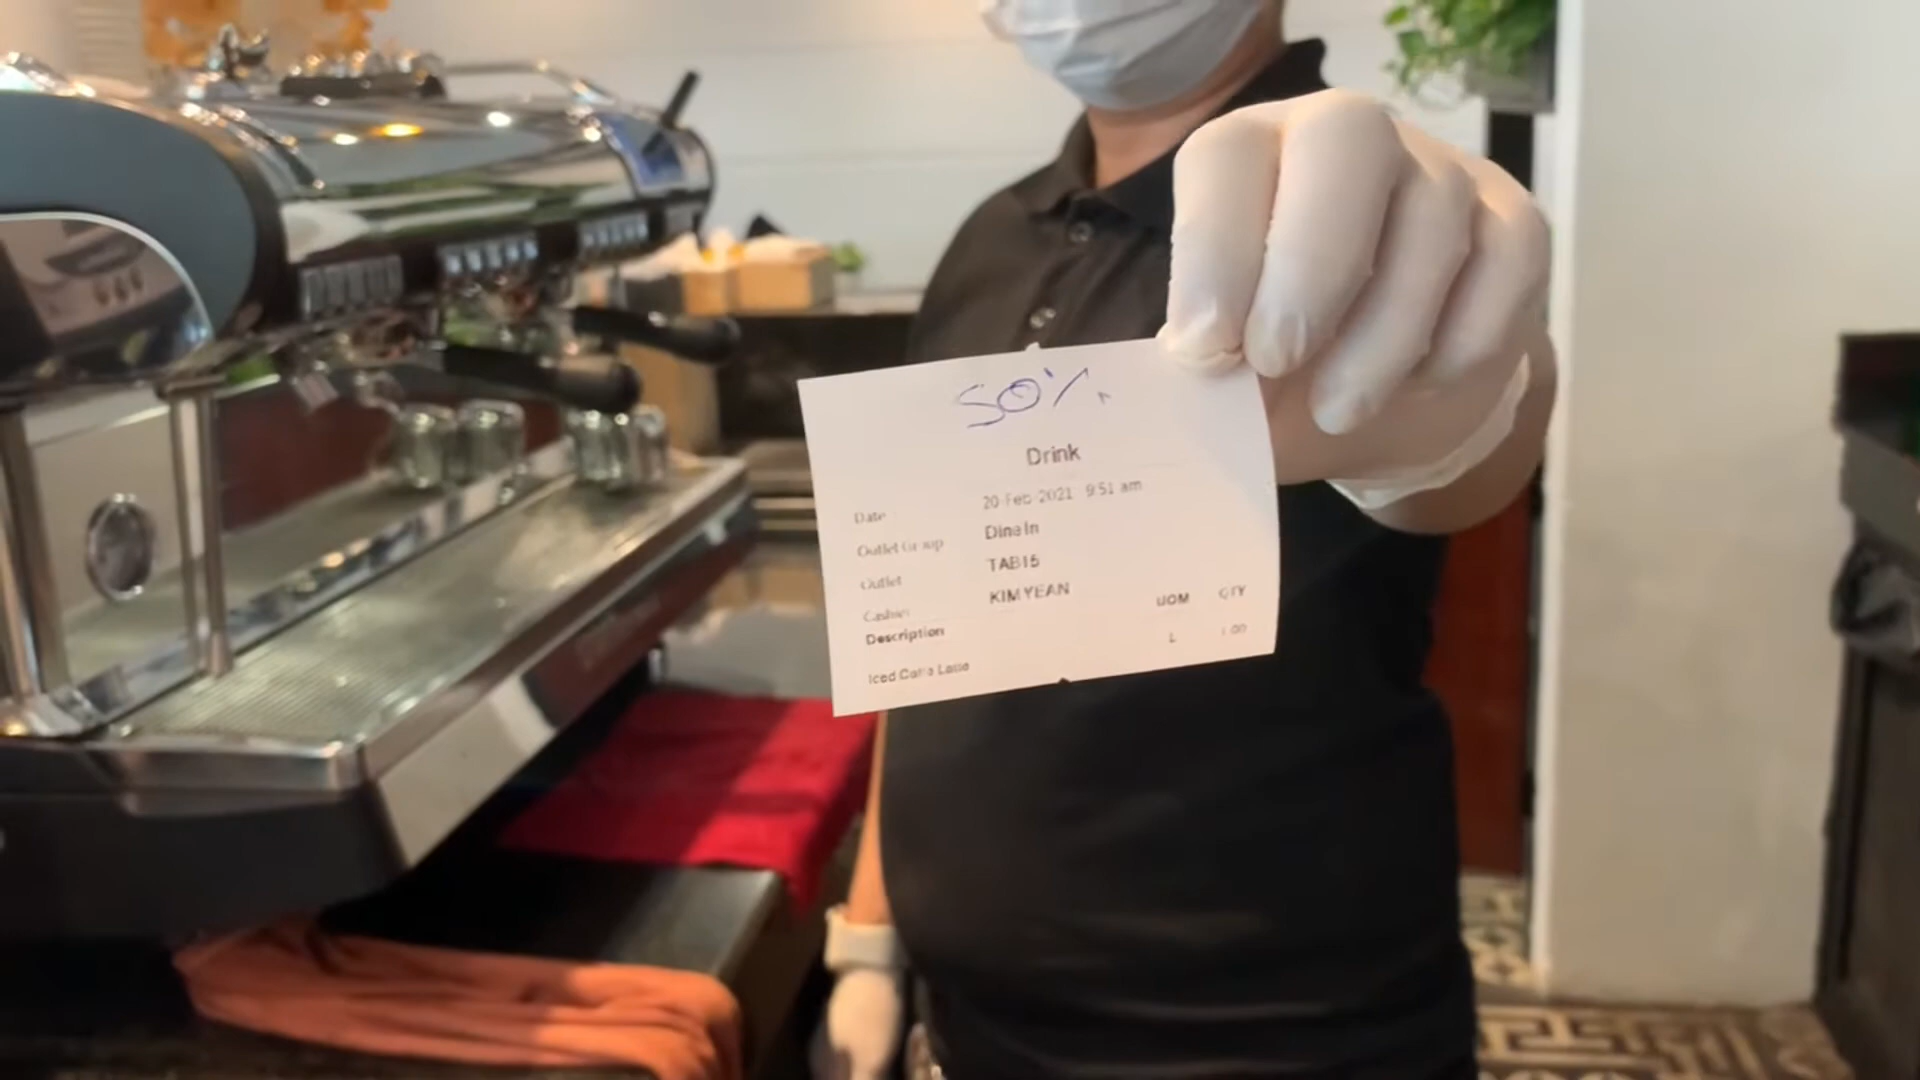 50%
Drink
Date 20-Feb-2021 9:51 am
Outlet Group Dine In
Outlet TAB15
Cashier KIM YEAN
Description UOM QTY
Iced Caffe Latte L 1.00